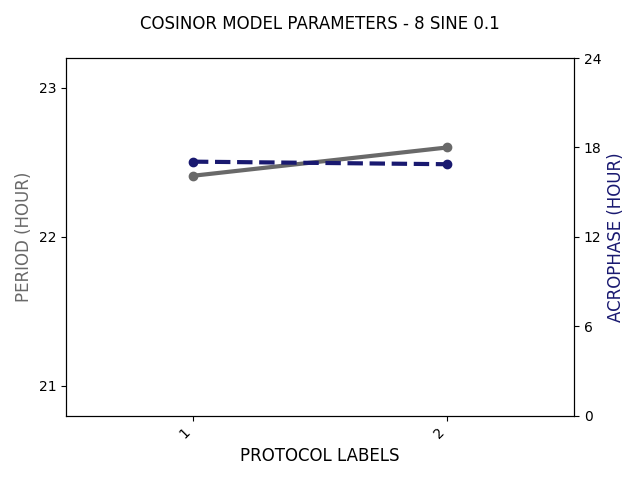 COSINOR MODEL PARAMETERS - 8 SINE 0.1
23
22
21
PERIOD (HOUR)
24
18
12
6
0
ACROPHASE (HOUR)
1
2
PROTOCOL LABELS